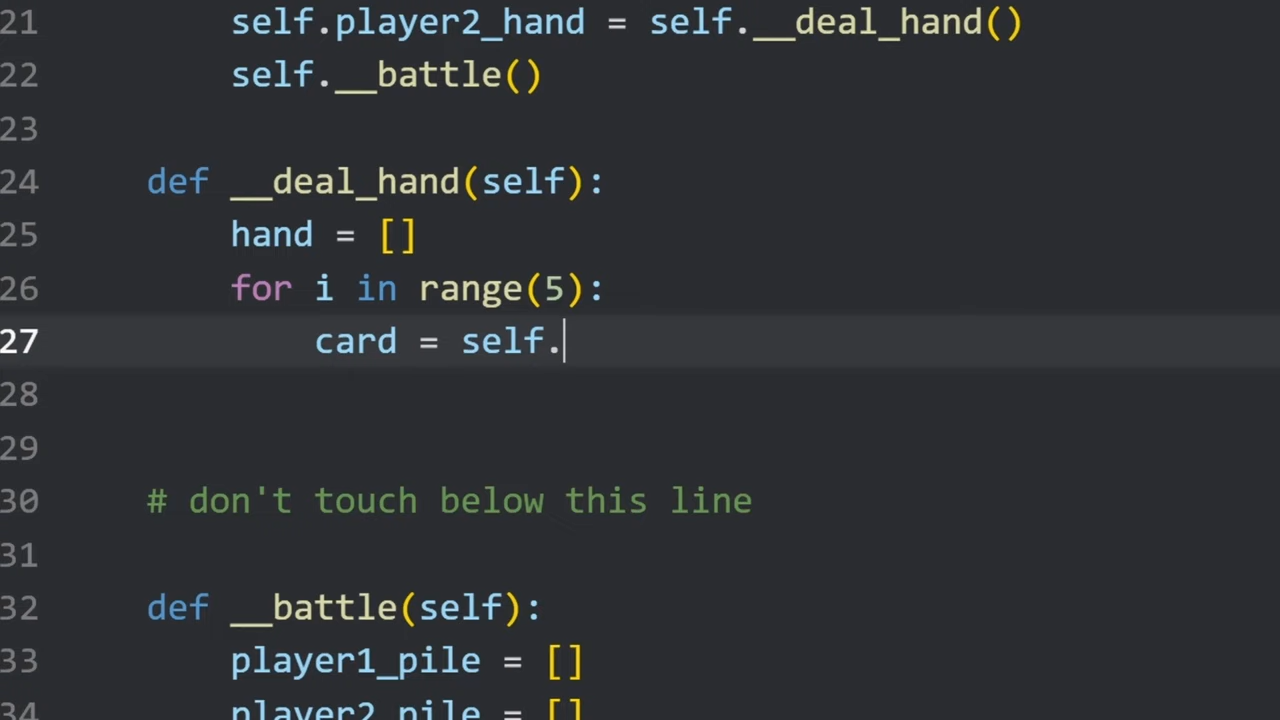 21 self.player2_hand = self.__deal_hand()
22 self.__battle()
23
24 def __deal_hand(self):
25 hand = []
26 for i in range(5):
27 card = self.
28
29
30 # don't touch below this line
31
32 def __battle(self):
33 player1_pile = []
34 player2_pile = []